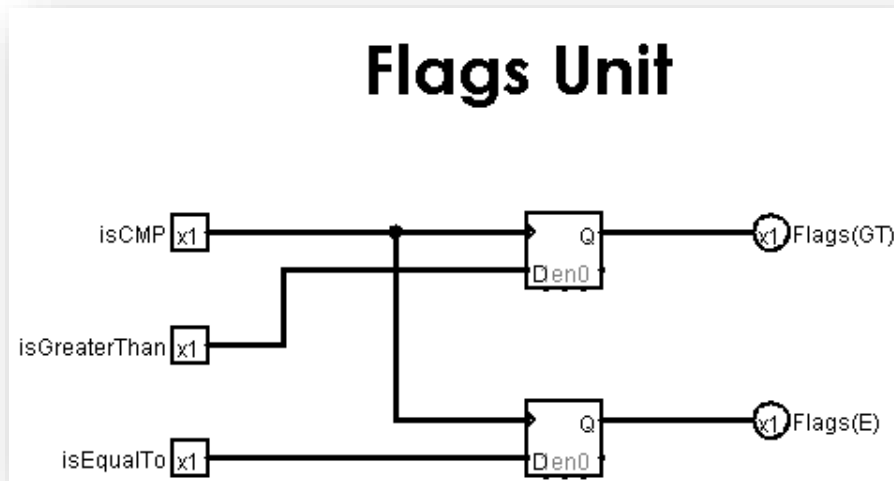 Flags Unit
isCMP x1
Q
x1 Flags(GT)
D en0
isGreaterThan x1
Q
x1 Flags(E)
isEqualTo x1
D en0